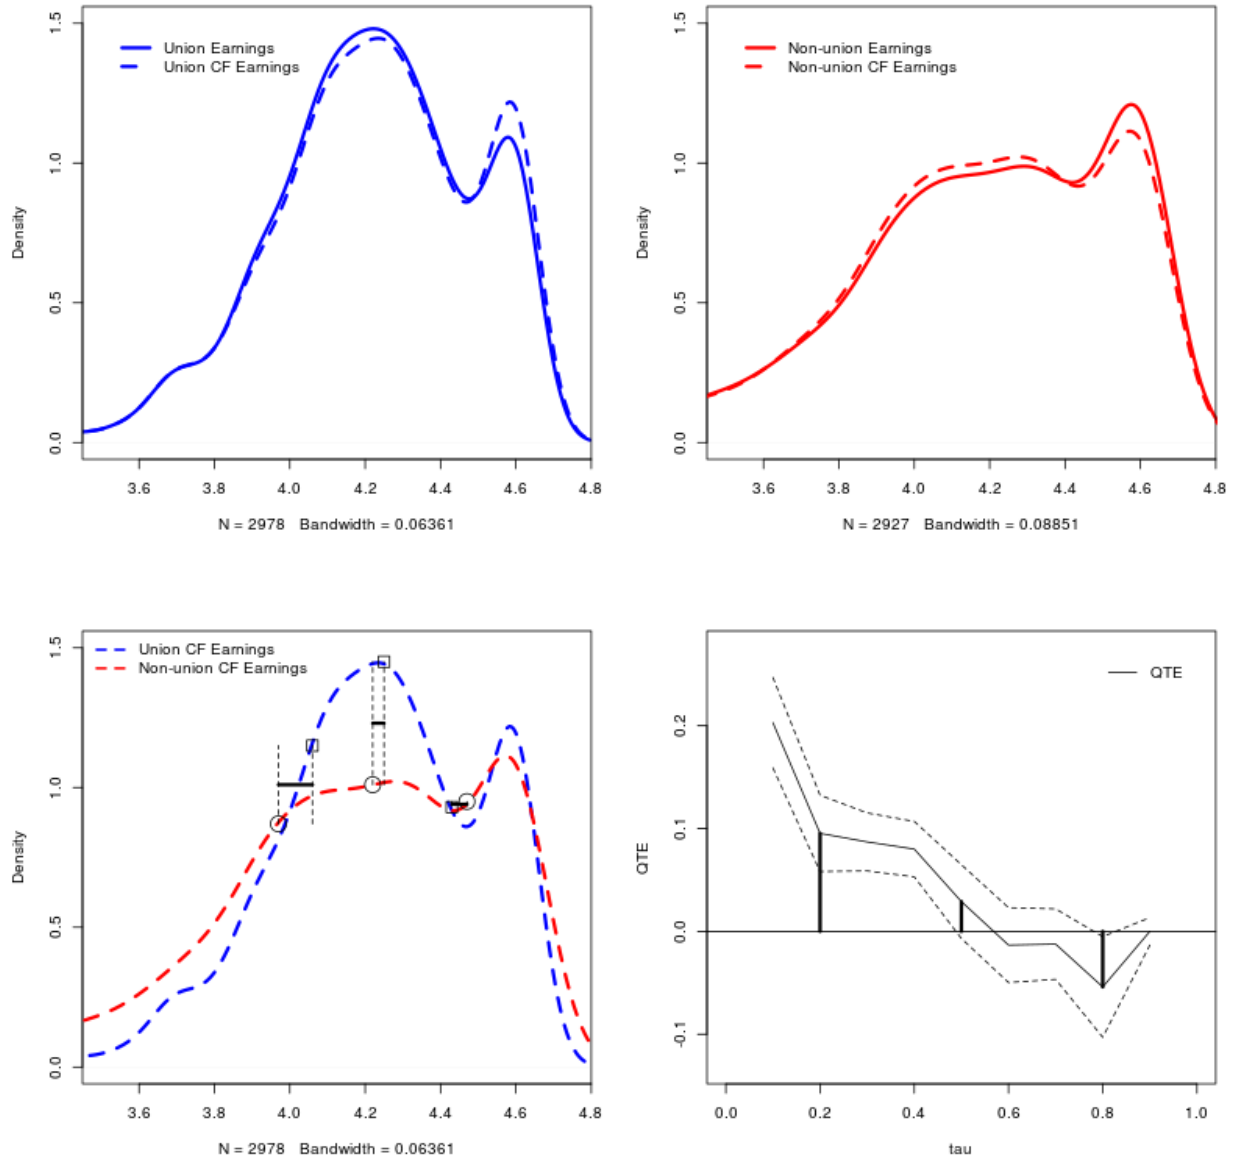 Union Earnings
Union CF Earnings
Density
0.0 0.5 1.0 1.5
3.6 3.8 4.0 4.2 4.4 4.6 4.8
N = 2978 Bandwidth = 0.06361
Non-union Earnings
Non-union CF Earnings
Density
0.0 0.5 1.0 1.5
3.6 3.8 4.0 4.2 4.4 4.6 4.8
N = 2927 Bandwidth = 0.08851
Union CF Earnings
Non-union CF Earnings
Density
0.0 0.5 1.0 1.5
3.6 3.8 4.0 4.2 4.4 4.6 4.8
N = 2978 Bandwidth = 0.06361
QTE
QTE
-0.1 0.0 0.1 0.2
0.0 0.2 0.4 0.6 0.8 1.0
tau